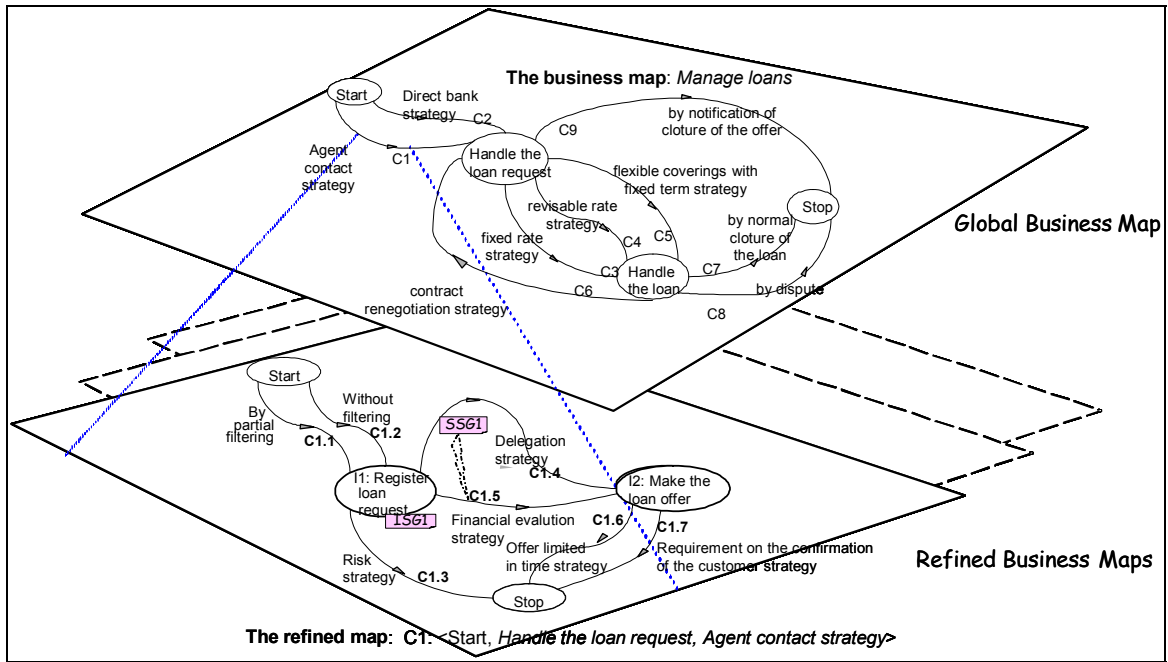 The business map: Manage loans
Start
Direct bank
strategy
C2
C9
by notification of
cloture of the offer
Agent
contact
strategy
C1
Handle the
loan request
flexible coverings with
fixed term strategy
Stop
revisable rate
strategy
by normal
cloture of
the loan
Global Business Map
fixed rate
strategy
C4
C5
C3
Handle
the loan
C7
C6
contract
renegotiation strategy
by dispute
C8
Start
By
partial
filtering
C1.1
Without
filtering
C1.2
SSG1
Delegation
strategy
C1.4
I1: Register
loan
request
ISG1
C1.5
Financial evalution
strategy
I2: Make the
loan offer
C1.6
C1.7
Offer limited
in time strategy
Requirement on the confirmation
of the customer strategy
Refined Business Maps
Risk
strategy
C1.3
Stop
The refined map: C1: <Start, Handle the loan request, Agent contact strategy>